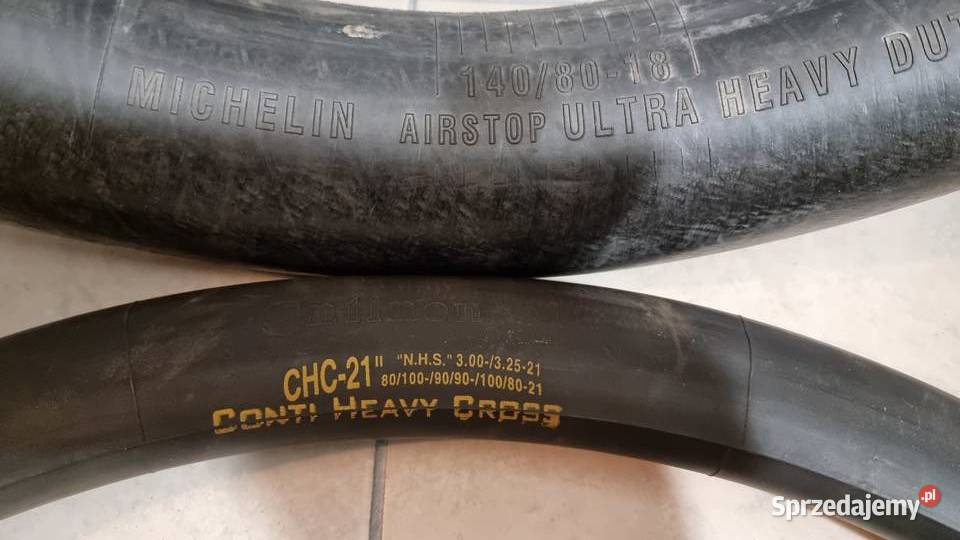 140/80-18
MICHELIN AIRSTOP ULTRA HEAVY DUT
CHC-21" "N.H.S." 3.00-/3.25-21
80/100-/90/90-/100/80-21
CONTI HEAVY CROSS
Sprzedajemy.pl